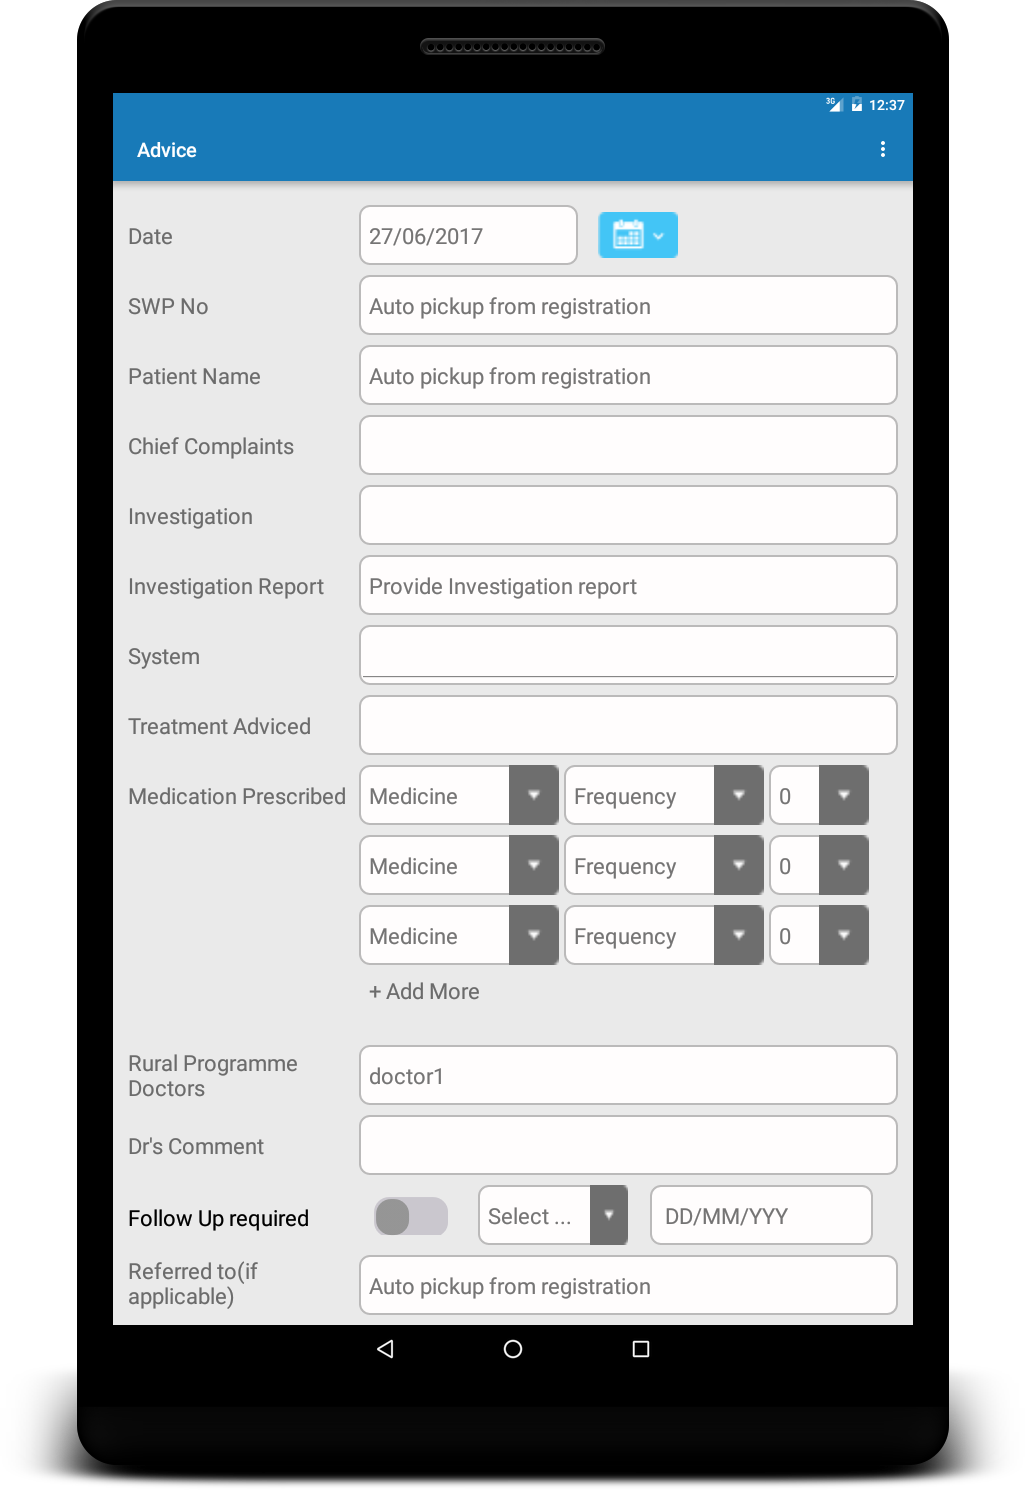 3G 12:37
Advice
Date 27/06/2017
SWP No Auto pickup from registration
Patient Name Auto pickup from registration
Chief Complaints
Investigation
Investigation Report Provide Investigation report
System
Treatment Adviced
Medication Prescribed Medicine Frequency 0
Medicine Frequency 0
Medicine Frequency 0
+ Add More
Rural Programme
Doctors
doctor1
Dr's Comment
Follow Up required Select ... DD/MM/YYY
Referred to(if
applicable)
Auto pickup from registration